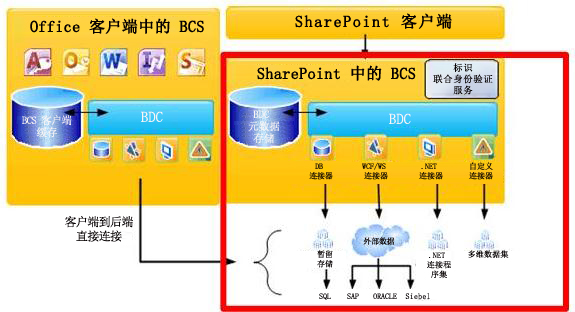 Office 客户端中的 BCS
SharePoint 客户端
SharePoint 中的 BCS
标识
联合身份验证
服务
BCS 客户端
缓存
BDC
BDC
元数据
存储
BDC
DB
连接器
WCF/WS
连接器
.NET
连接器
自定义
连接器
客户端到后端
直接连接
暂留
存储
外部数据
.NET
连接程
序集
多维数据集
SQL
SAP
ORACLE
Siebel